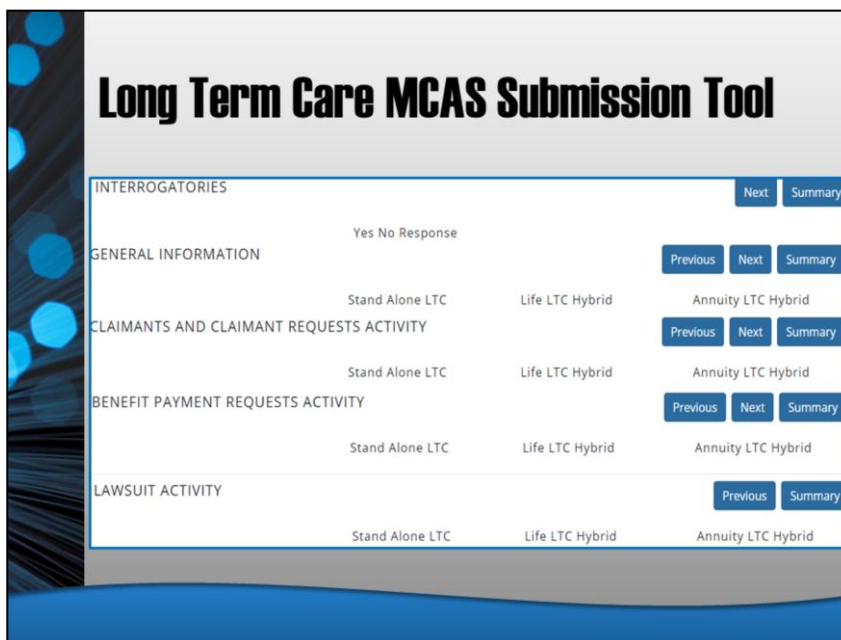 Long Term Care MCAS Submission Tool
INTERROGATORIES Next Summary
Yes No Response
GENERAL INFORMATION Previous Next Summary
Stand Alone LTC Life LTC Hybrid Annuity LTC Hybrid
CLAIMANTS AND CLAIMANT REQUESTS ACTIVITY Previous Next Summary
Stand Alone LTC Life LTC Hybrid Annuity LTC Hybrid
BENEFIT PAYMENT REQUESTS ACTIVITY Previous Next Summary
Stand Alone LTC Life LTC Hybrid Annuity LTC Hybrid
LAWSUIT ACTIVITY Previous Summary
Stand Alone LTC Life LTC Hybrid Annuity LTC Hybrid